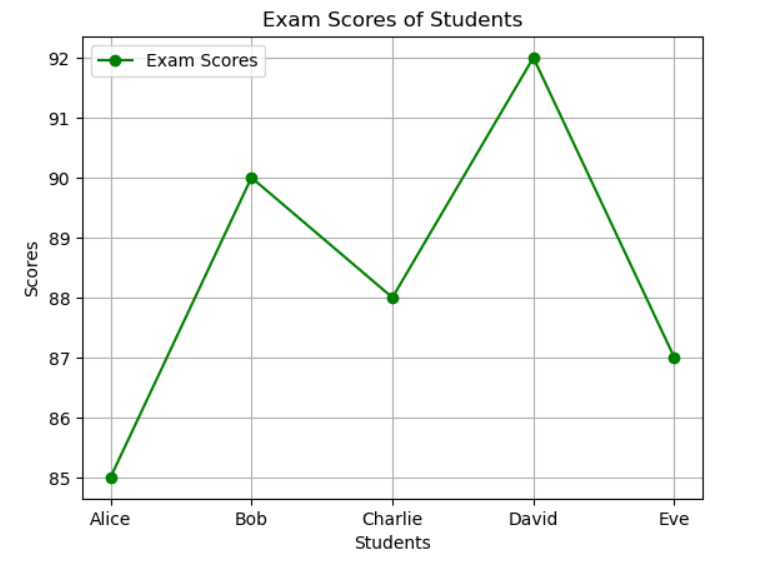 Exam Scores of Students
Exam Scores
92
91
90
89
88
87
86
85
Scores
Alice Bob Charlie David Eve
Students